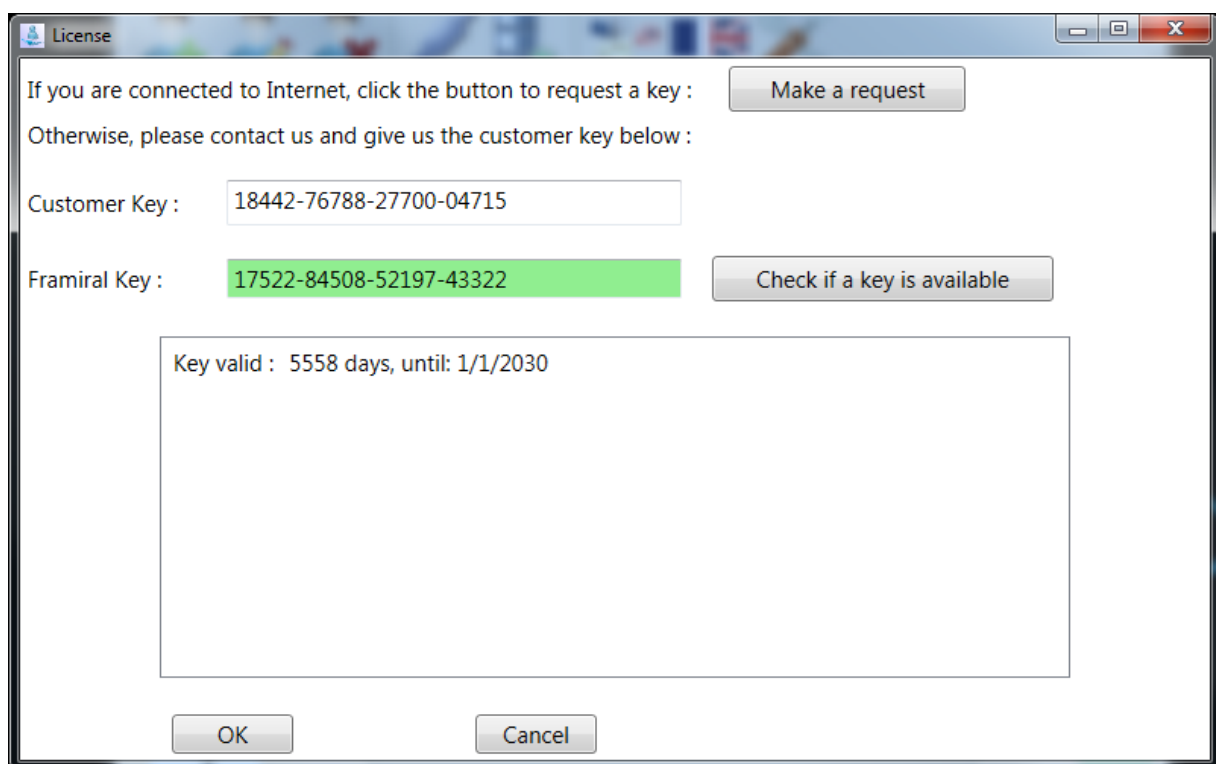 License
If you are connected to Internet, click the button to request a key : Make a request
Otherwise, please contact us and give us the customer key below :
Customer Key : 18442-76788-27700-04715
Framiral Key : 17522-84508-52197-43322 Check if a key is available
Key valid : 5558 days, until: 1/1/2030
OK Cancel